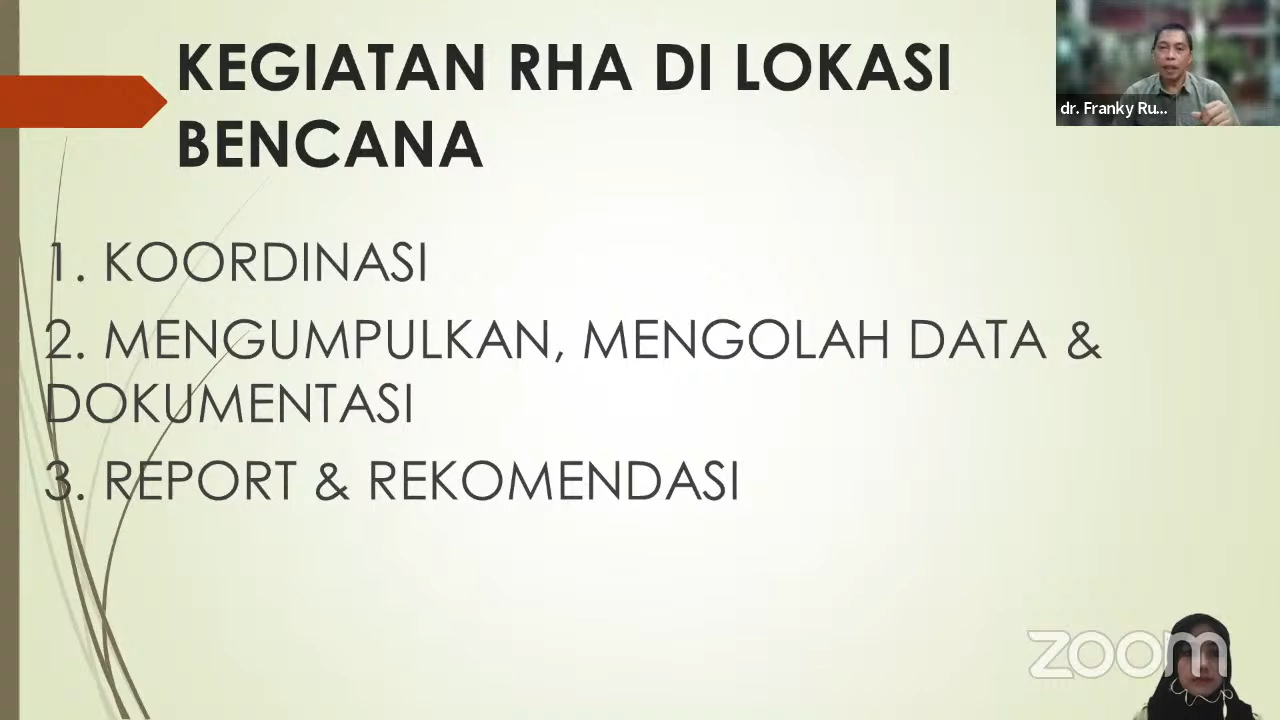 KEGIATAN RHA DI LOKASI
BENCANA
dr. Franky Ru...
1. KOORDINASI
2. MENGUMPULKAN, MENGOLAH DATA &
DOKUMENTASI
3. REPORT & REKOMENDASI
zoom